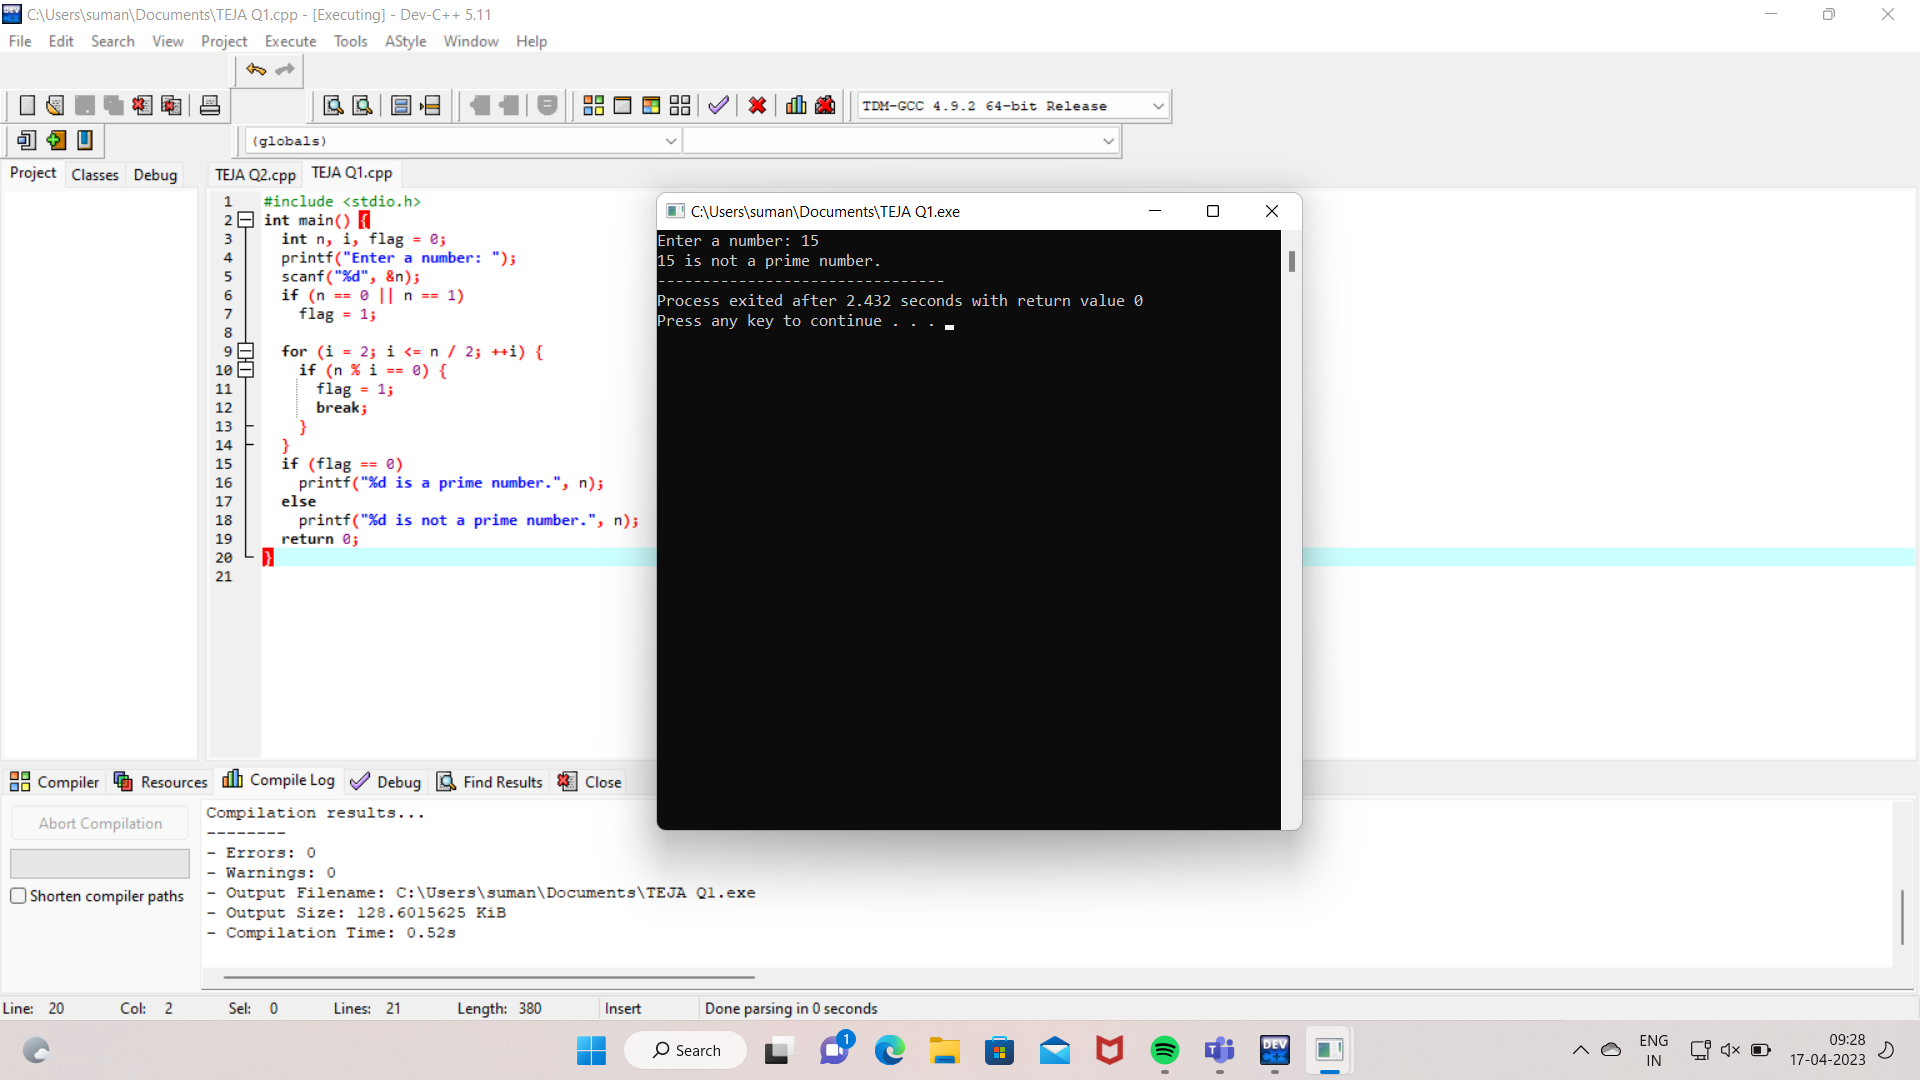 C:\Users\suman\Documents\TEJA Q1.cpp - [Executing] - Dev-C++ 5.11
File Edit Search View Project Execute Tools AStyle Window Help
TDM-GCC 4.9.2 64-bit Release
(globals)
Project Classes Debug
TEJA Q2.cpp TEJA Q1.cpp
1 #include <stdio.h>
2 int main() {
3 int n, i, flag = 0;
4 printf("Enter a number: ");
5 scanf("%d", &n);
6 if (n == 0 || n == 1)
7 flag = 1;
8
9 for (i = 2; i <= n / 2; ++i) {
10 if (n % i == 0) {
11 flag = 1;
12 break;
13 }
14 }
15 if (flag == 0)
16 printf("%d is a prime number.", n);
17 else
18 printf("%d is not a prime number.", n);
19 return 0;
20 }
21
C:\Users\suman\Documents\TEJA Q1.exe
Enter a number: 15
15 is not a prime number.
--------------------------------
Process exited after 2.432 seconds with return value 0
Press any key to continue . . .
Compiler Resources Compile Log Debug Find Results Close
Abort Compilation
Shorten compiler paths
Compilation results...
--------
- Errors: 0
- Warnings: 0
- Output Filename: C:\Users\suman\Documents\TEJA Q1.exe
- Output Size: 128.6015625 KiB
- Compilation Time: 0.52s
Line: 20 Col: 2 Sel: 0 Lines: 21 Length: 380 Insert Done parsing in 0 seconds
Search
1
DEV C++
ENG
IN
09:28
17-04-2023